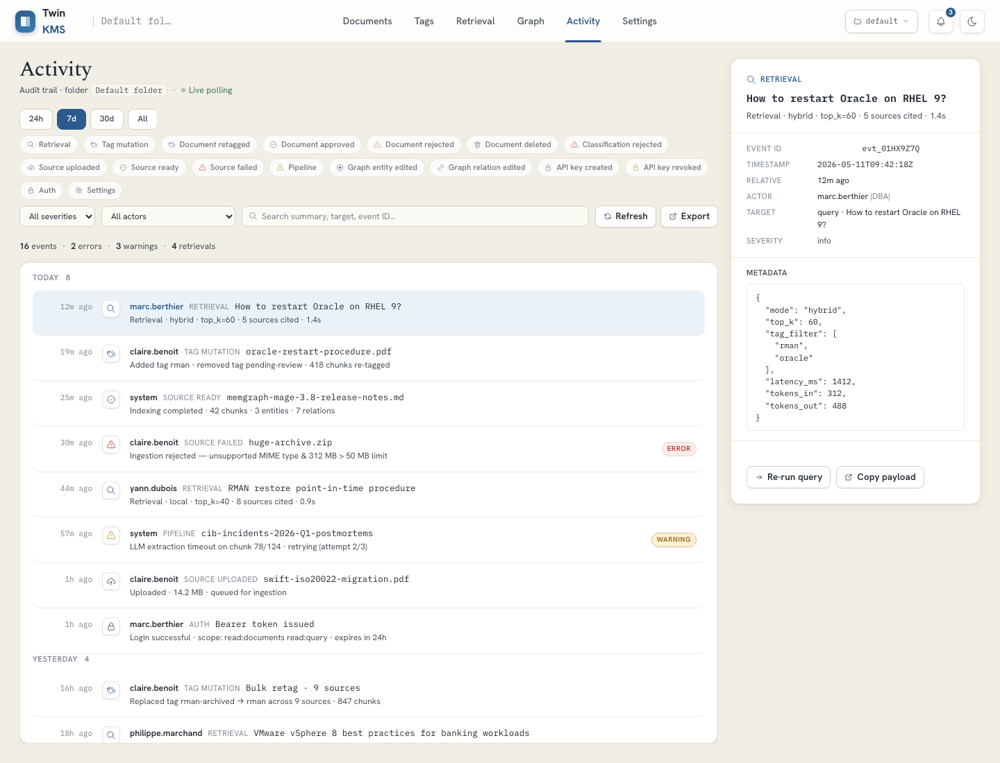 Twin
KMS
Default fol…
Documents
Tags
Retrieval
Graph
Activity
Settings
default
3
Activity
Audit trail · folder Default folder · Live polling
24h
7d
30d
All
Retrieval
Tag mutation
Document retagged
Document approved
Document rejected
Document deleted
Classification rejected
Source uploaded
Source ready
Source failed
Pipeline
Graph entity edited
Graph relation edited
API key created
API key revoked
Auth
Settings
All severities
All actors
Search summary, target, event ID…
Refresh
Export
16 events · 2 errors · 3 warnings · 4 retrievals
TODAY 8
12m ago
marc.berthier RETRIEVAL How to restart Oracle on RHEL 9?
Retrieval · hybrid · top_k=60 · 5 sources cited · 1.4s
19m ago
claire.benoit TAG MUTATION oracle-restart-procedure.pdf
Added tag rman · removed tag pending-review · 418 chunks re-tagged
25m ago
system SOURCE READY memgraph-mage-3.8-release-notes.md
Indexing completed · 42 chunks · 3 entities · 7 relations
30m ago
claire.benoit SOURCE FAILED huge-archive.zip
Ingestion rejected — unsupported MIME type & 312 MB > 50 MB limit
ERROR
44m ago
yann.dubois RETRIEVAL RMAN restore point-in-time procedure
Retrieval · local · top_k=40 · 8 sources cited · 0.9s
57m ago
system PIPELINE cib-incidents-2026-Q1-postmortems
LLM extraction timeout on chunk 78/124 · retrying (attempt 2/3)
WARNING
1h ago
claire.benoit SOURCE UPLOADED swift-iso20022-migration.pdf
Uploaded · 14.2 MB · queued for ingestion
1h ago
marc.berthier AUTH Bearer token issued
Login successful · scope: read:documents read:query · expires in 24h
YESTERDAY 4
16h ago
claire.benoit TAG MUTATION Bulk retag · 9 sources
Replaced tag rman-archived → rman across 9 sources · 847 chunks
18h ago
philippe.marchand RETRIEVAL VMware vSphere 8 best practices for banking workloads
RETRIEVAL
How to restart Oracle on RHEL 9?
Retrieval · hybrid · top_k=60 · 5 sources cited · 1.4s
EVENT ID evt_01HX9Z7Q
TIMESTAMP 2026-05-11T09:42:18Z
RELATIVE 12m ago
ACTOR marc.berthier (DBA)
TARGET query · How to restart Oracle on RHEL
9?
SEVERITY info
METADATA
{
"mode": "hybrid",
"top_k": 60,
"tag_filter": [
"rman",
"oracle"
],
"latency_ms": 1412,
"tokens_in": 312,
"tokens_out": 488
}
Re-run query
Copy payload